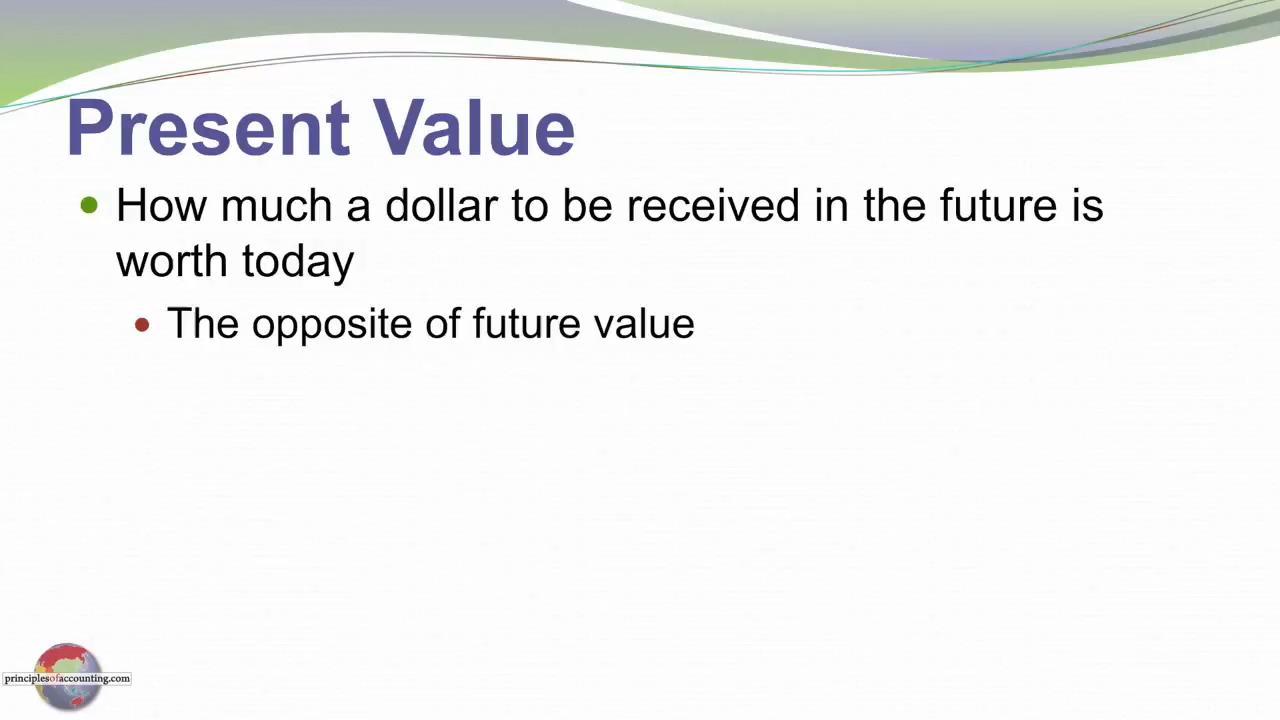 Present Value
How much a dollar to be received in the future is
worth today
The opposite of future value
principlesofaccounting.com